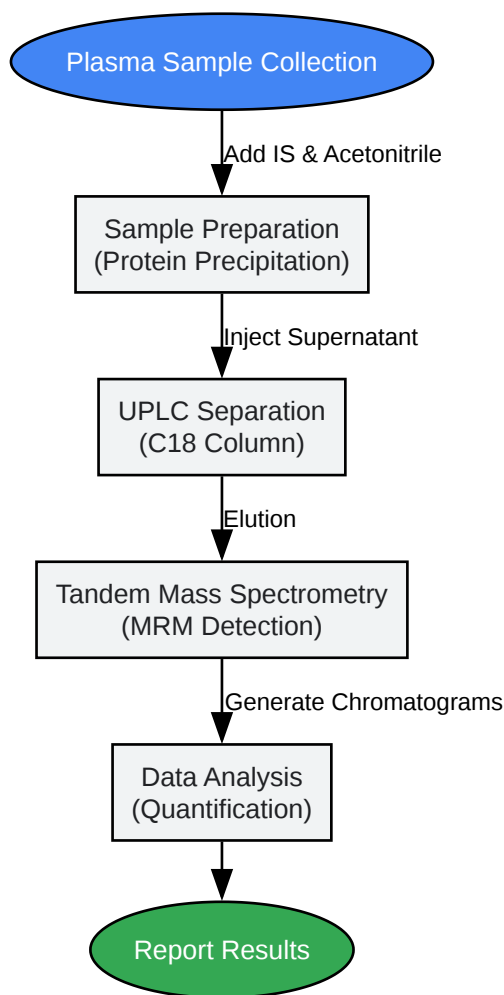 Plasma Sample Collection
Add IS & Acetonitrile
Sample Preparation
(Protein Precipitation)
Inject Supernatant
UPLC Separation
(C18 Column)
Elution
Tandem Mass Spectrometry
(MRM Detection)
Generate Chromatograms
Data Analysis
(Quantification)
Report Results